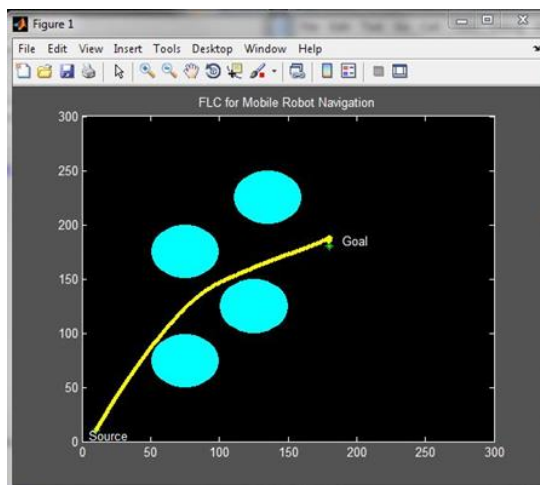 Figure 1
File Edit View Insert Tools Desktop Window Help
FLC for Mobile Robot Navigation
300
250
200
150
100
50
0
Goal
Source
0 50 100 150 200 250 300